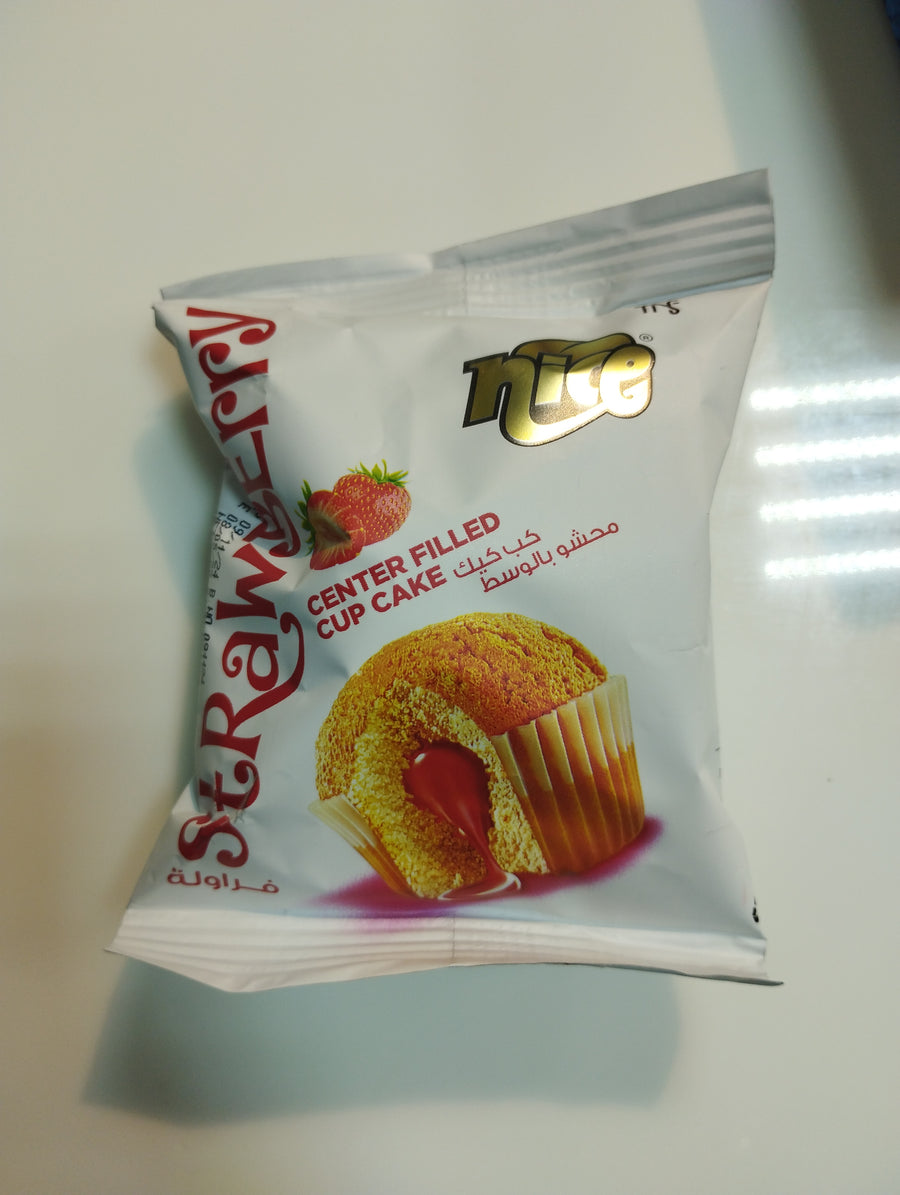 nice®
StRawBErry
فراولة
CENTER FILLED
CUP CAKE
كب كيك
محشو بالوسط